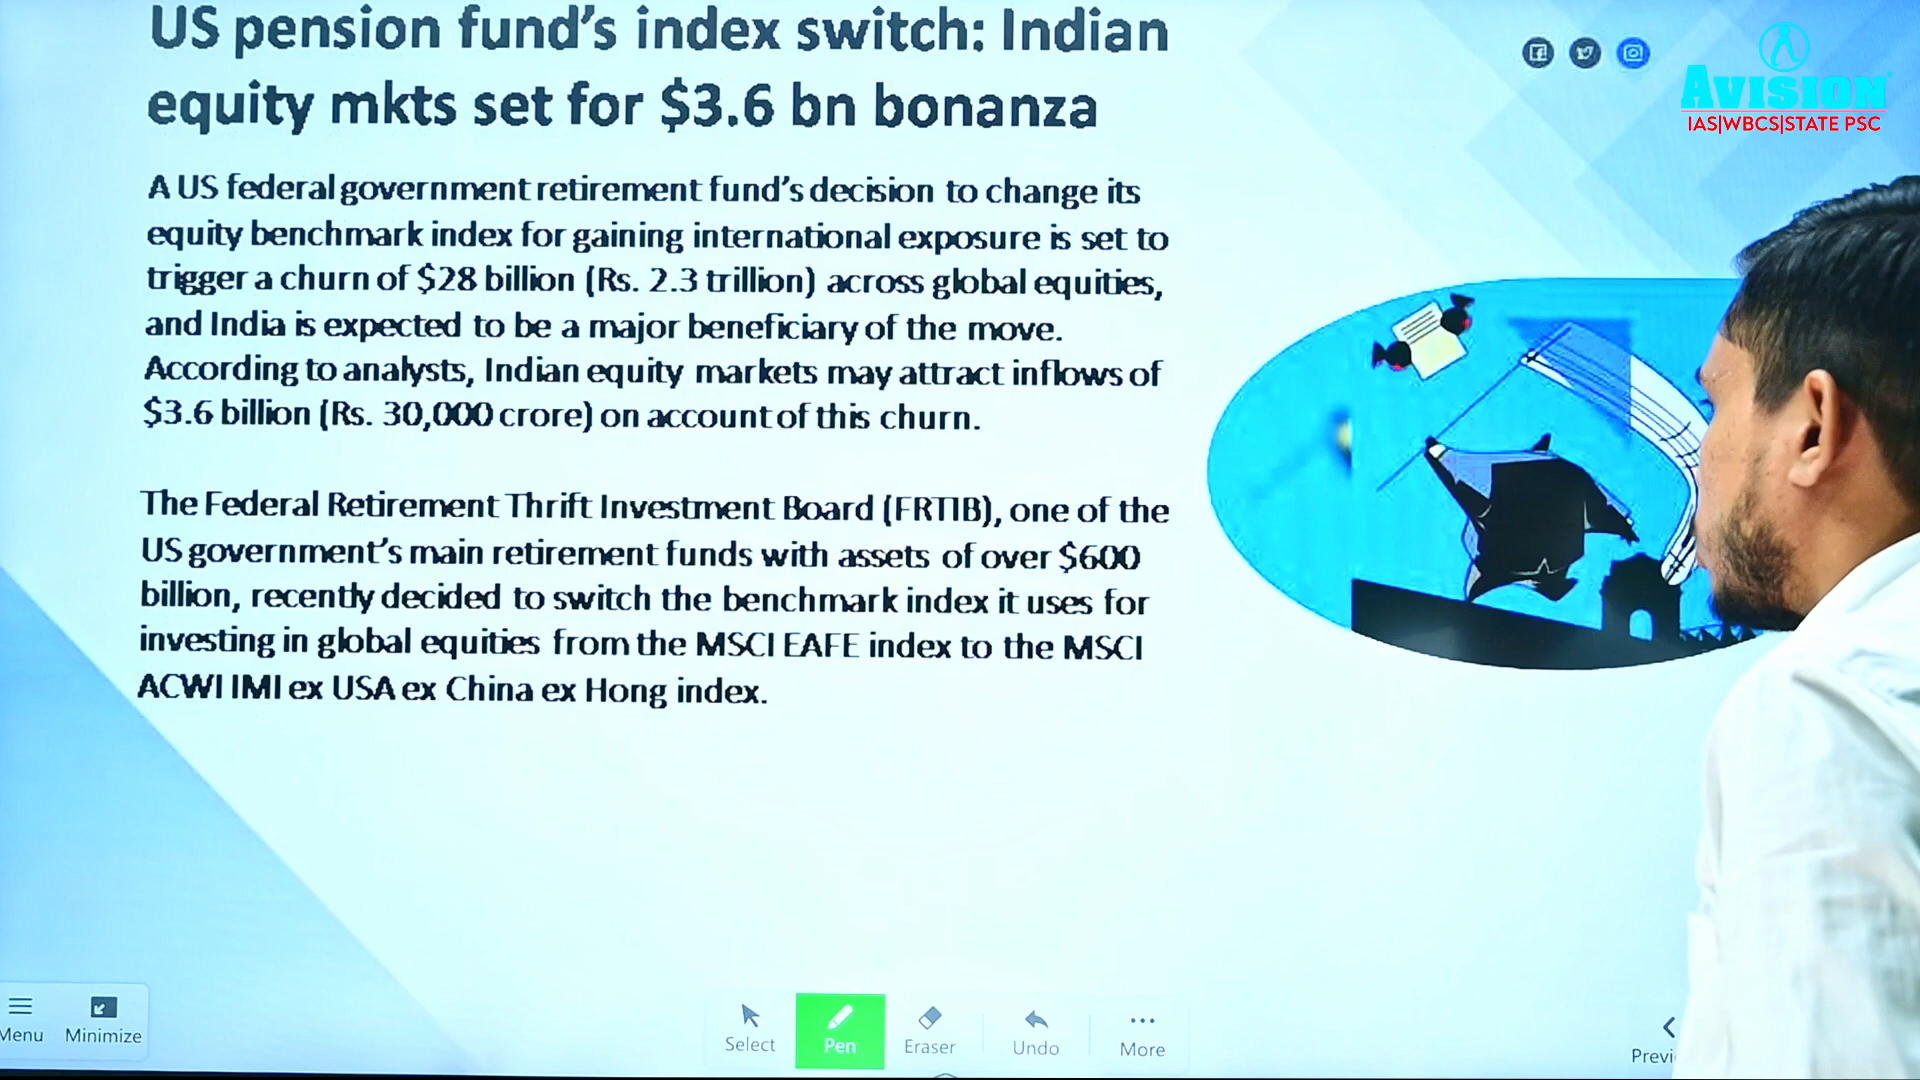 US pension fund’s index switch: Indian
equity mkts set for $3.6 bn bonanza
AVISION
IAS|WBCS|STATE PSC
A US federal government retirement fund’s decision to change its
equity benchmark index for gaining international exposure is set to
trigger a churn of $28 billion (Rs. 2.3 trillion) across global equities,
and India is expected to be a major beneficiary of the move.
According to analysts, Indian equity markets may attract inflows of
$3.6 billion (Rs. 30,000 crore) on account of this churn.
The Federal Retirement Thrift Investment Board (FRTIB), one of the
US government’s main retirement funds with assets of over $600
billion, recently decided to switch the benchmark index it uses for
investing in global equities from the MSCI EAFE index to the MSCI
ACWI IMI ex USA ex China ex Hong index.
Menu Minimize Select Pen Eraser Undo More Previ